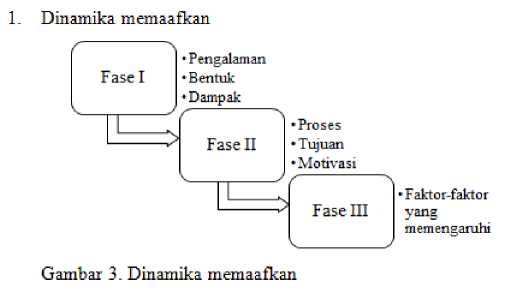 1. Dinamika memaafkan
Fase I
•Pengalaman
•Bentuk
•Dampak
Fase II
•Proses
•Tujuan
•Motivasi
Fase III
•Faktor-faktor
yang
memengaruhi
Gambar 3. Dinamika memaafkan